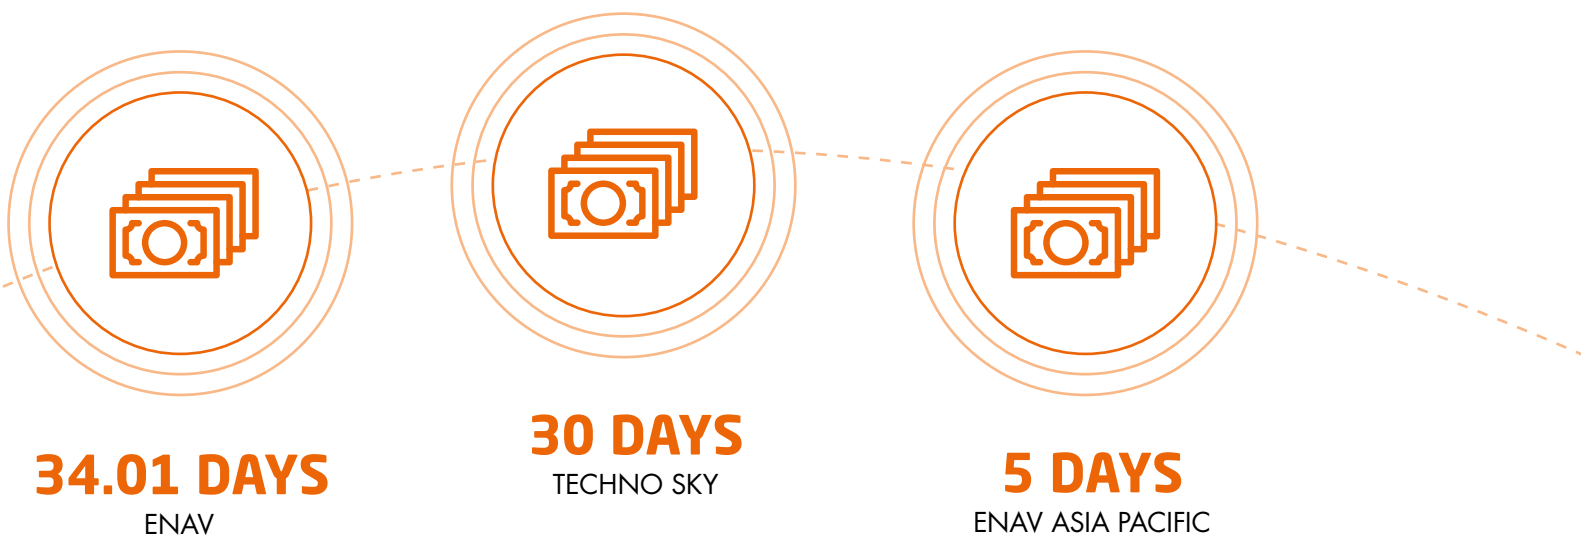 34.01 DAYS
ENAV
30 DAYS
TECHNO SKY
5 DAYS
ENAV ASIA PACIFIC